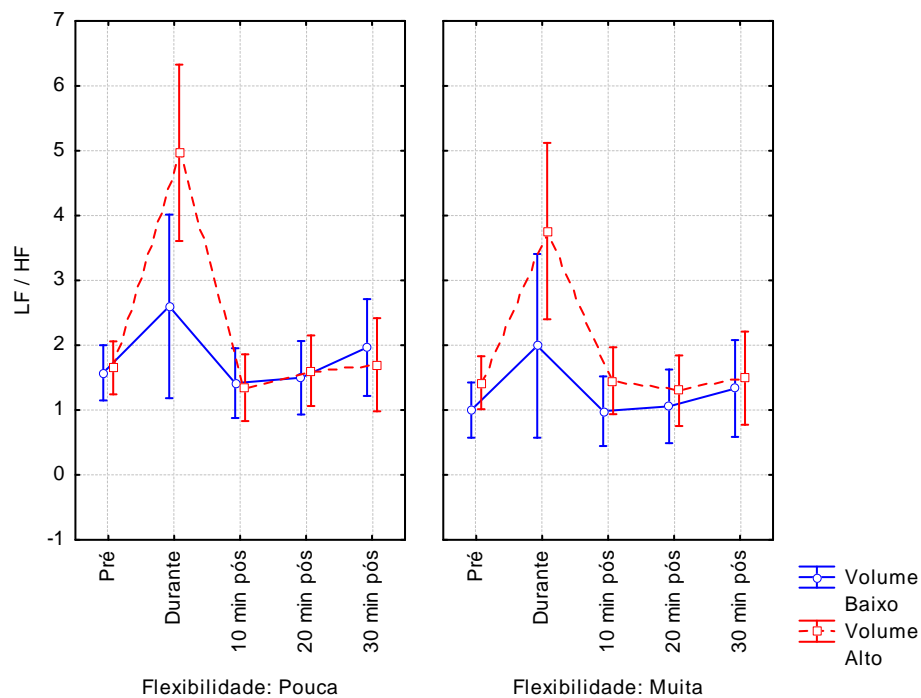 7
6
5
4
3
2
1
0
-1
LF / HF
Pré
Durante
10 min pós
20 min pós
30 min pós
Flexibilidade: Pouca
Pré
Durante
10 min pós
20 min pós
30 min pós
Flexibilidade: Muita
Volume
Baixo
Volume
Alto